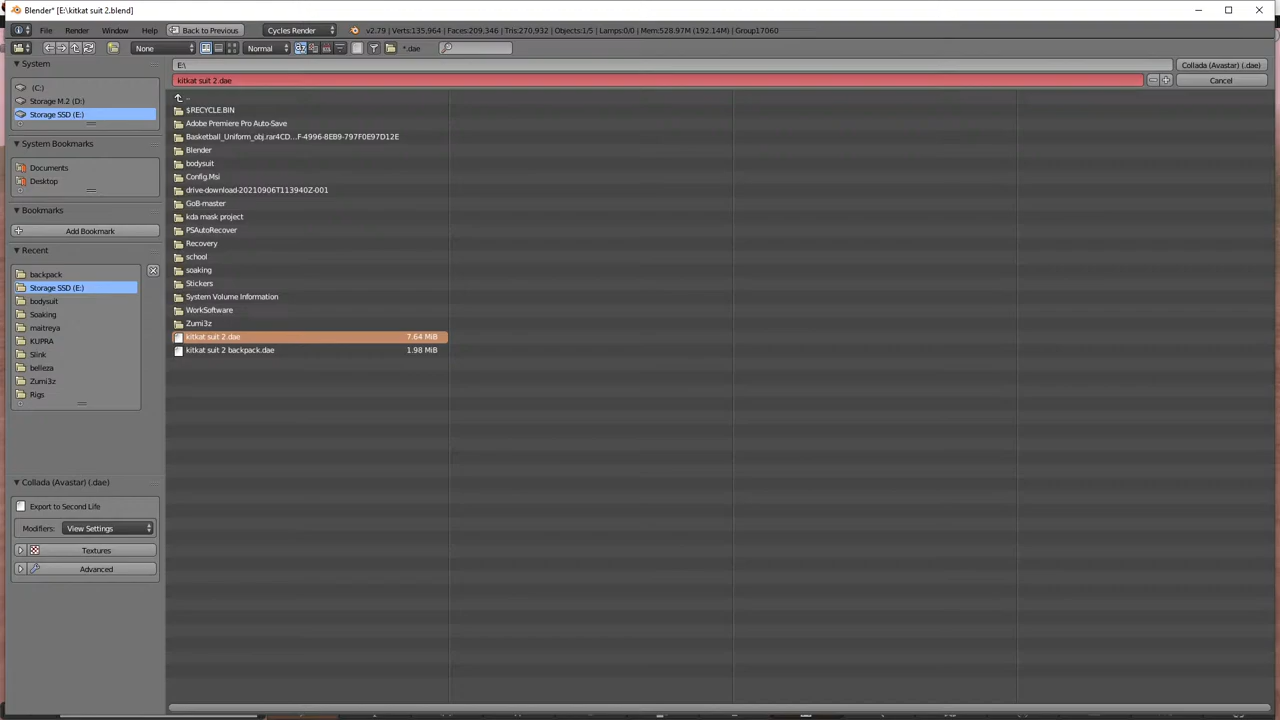 Blender* [E:\kitkat suit 2.blend]
File Render Window Help Back to Previous Cycles Render v2.79 | Verts:135,964 | Faces:209,346 | Tris:270,932 | Objects:1/5 | Lamps:0/0 | Mem:528.97M (192.14M) | Group17060
None Normal *.dae
System
E:\
Collada (Avastar) (.dae)
kitkat suit 2.dae
Cancel
(C:)
Storage M.2 (D:)
Storage SSD (E:)
System Bookmarks
Documents
Desktop
Bookmarks
Add Bookmark
Recent
backpack
Storage SSD (E:)
bodysuit
Soaking
maitreya
KUPRA
Slink
belleza
Zumi3z
Rigs
Collada (Avastar) (.dae)
Export to Second Life
Modifiers: View Settings
Textures
Advanced
..
$RECYCLE.BIN
Adobe Premiere Pro Auto-Save
Basketball_Uniform_obj.rar4CD...F-4996-8EB9-797F0E97D12E
Blender
bodysuit
Config.Msi
drive-download-20210906T113940Z-001
GoB-master
kda mask project
PSAutoRecover
Recovery
school
soaking
Stickers
System Volume Information
WorkSoftware
Zumi3z
kitkat suit 2.dae 7.64 MiB
kitkat suit 2 backpack.dae 1.98 MiB